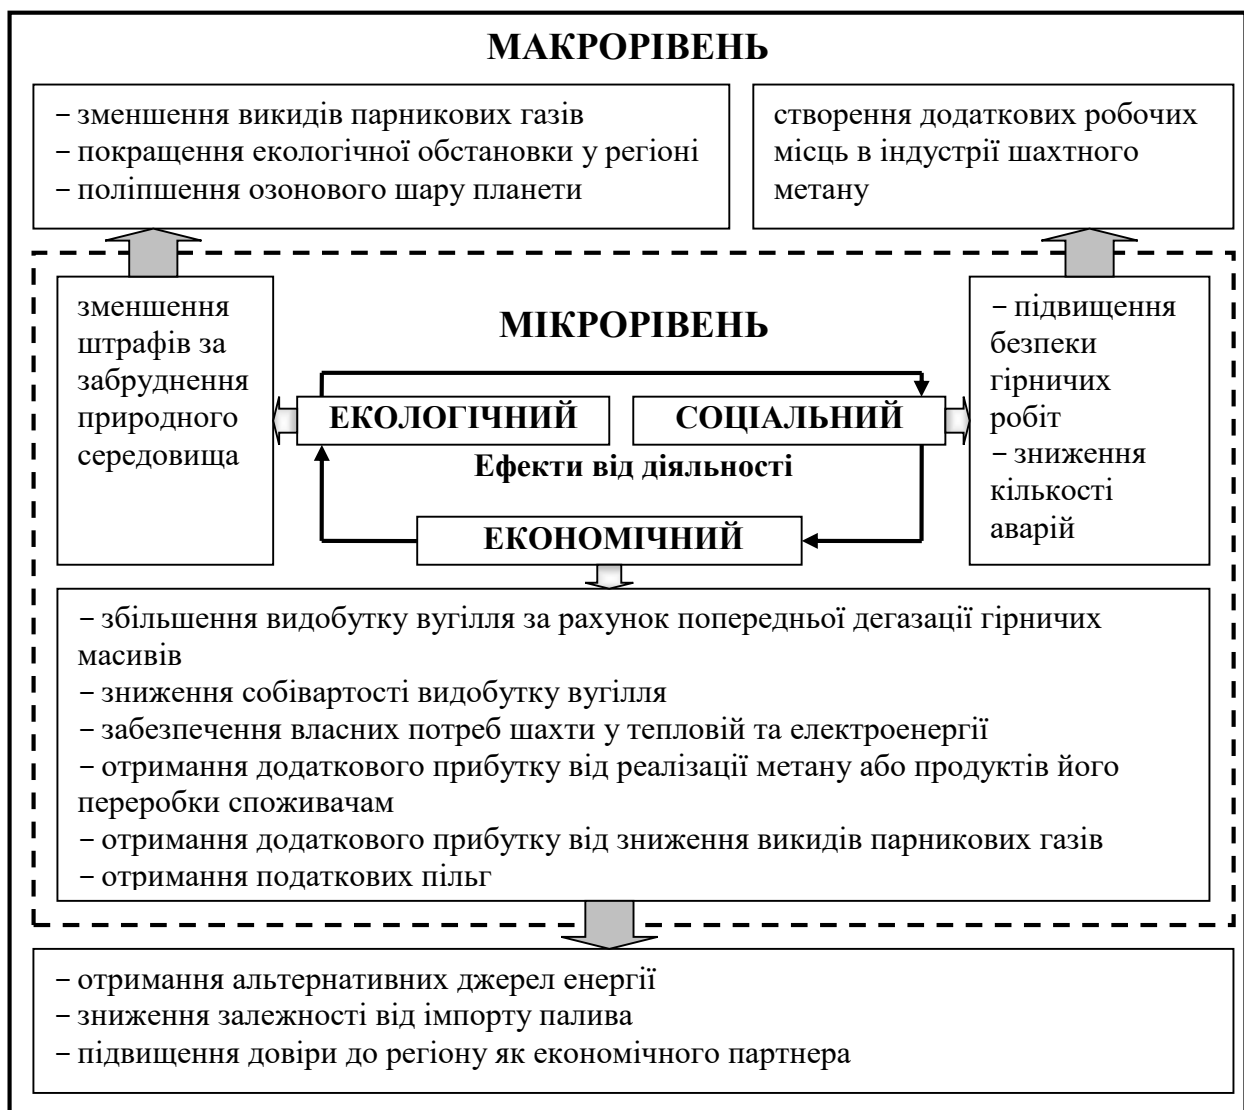 МАКРОРІВЕНЬ
– зменшення викидів парникових газів
– покращення екологічної обстановки у регіоні
– поліпшення озонового шару планети
створення додаткових робочих
місць в індустрії шахтного
метану
зменшення
штрафів за
забруднення
природного
середовища
МІКРОРІВЕНЬ
ЕКОЛОГІЧНИЙ
СОЦІАЛЬНИЙ
Ефекти від діяльності
ЕКОНОМІЧНИЙ
– підвищення
безпеки
гірничих
робіт
– зниження
кількості
аварій
– збільшення видобутку вугілля за рахунок попередньої дегазації гірничих
масивів
– зниження собівартості видобутку вугілля
– забезпечення власних потреб шахти у тепловій та електроенергії
– отримання додаткового прибутку від реалізації метану або продуктів його
переробки споживачам
– отримання додаткового прибутку від зниження викидів парникових газів
– отримання податкових пільг
– отримання альтернативних джерел енергії
– зниження залежності від імпорту палива
– підвищення довіри до регіону як економічного партнера